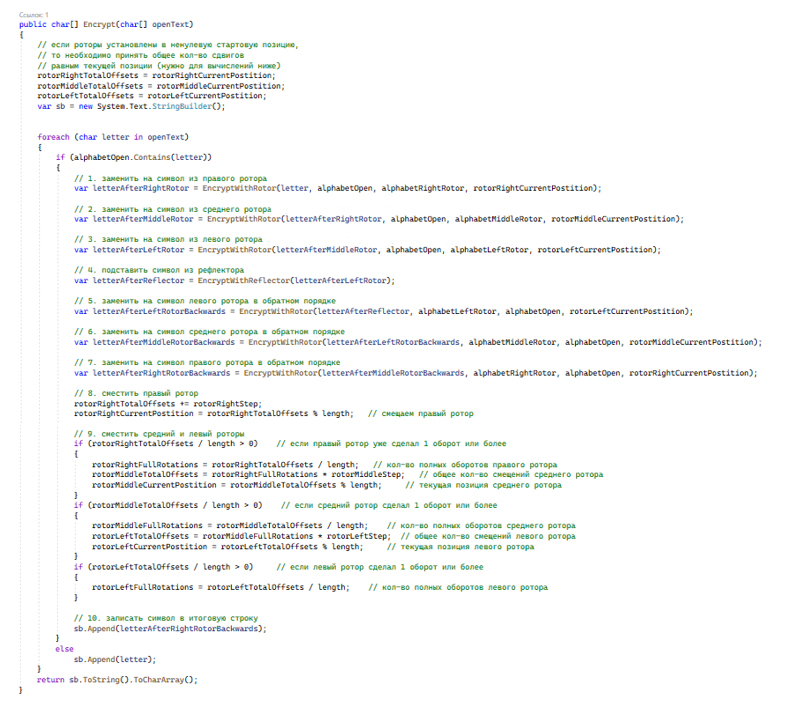 Ссылок: 1
public char[] Encrypt(char[] openText)
{
// если роторы установлены в ненулевую стартовую позицию,
// то необходимо принять общее кол-во сдвигов
// равным текущей позиции (нужно для вычислений ниже)
rotorRightTotalOffsets = rotorRightCurrentPostition;
rotorMiddleTotalOffsets = rotorMiddleCurrentPostition;
rotorLeftTotalOffsets = rotorLeftCurrentPostition;
var sb = new System.Text.StringBuilder();
foreach (char letter in openText)
{
if (alphabetOpen.Contains(letter))
{
// 1. заменить на символ из правого ротора
var letterAfterRightRotor = EncryptWithRotor(letter, alphabetOpen, alphabetRightRotor, rotorRightCurrentPostition);
// 2. заменить на символ из среднего ротора
var letterAfterMiddleRotor = EncryptWithRotor(letterAfterRightRotor, alphabetOpen, alphabetMiddleRotor, rotorMiddleCurrentPostition);
// 3. заменить на символ из левого ротора
var letterAfterLeftRotor = EncryptWithRotor(letterAfterMiddleRotor, alphabetOpen, alphabetLeftRotor, rotorLeftCurrentPostition);
// 4. подставить символ из рефлектора
var letterAfterReflector = EncryptWithReflector(letterAfterLeftRotor);
// 5. заменить на символ левого ротора в обратном порядке
var letterAfterLeftRotorBackwards = EncryptWithRotor(letterAfterReflector, alphabetLeftRotor, alphabetOpen, rotorLeftCurrentPostition);
// 6. заменить на символ среднего ротора в обратном порядке
var letterAfterMiddleRotorBackwards = EncryptWithRotor(letterAfterLeftRotorBackwards, alphabetMiddleRotor, alphabetOpen, rotorMiddleCurrentPostition);
// 7. заменить на символ правого ротора в обратном порядке
var letterAfterRightRotorBackwards = EncryptWithRotor(letterAfterMiddleRotorBackwards, alphabetRightRotor, alphabetOpen, rotorRightCurrentPostition);
// 8. сместить правый ротор
rotorRightTotalOffsets += rotorRightStep;
rotorRightCurrentPostition = rotorRightTotalOffsets % length; // смещаем правый ротор
// 9. сместить средний и левый роторы
if (rotorRightTotalOffsets / length > 0) // если правый ротор уже сделал 1 оборот или более
{
rotorRightFullRotations = rotorRightTotalOffsets / length; // кол-во полных оборотов правого ротора
rotorMiddleTotalOffsets = rotorRightFullRotations * rotorMiddleStep; // общее кол-во смещений среднего ротора
rotorMiddleCurrentPostition = rotorMiddleTotalOffsets % length; // текущая позиция среднего ротора
}
if (rotorMiddleTotalOffsets / length > 0) // если средний ротор сделал 1 оборот или более
{
rotorMiddleFullRotations = rotorMiddleTotalOffsets / length; // кол-во полных оборотов среднего ротора
rotorLeftTotalOffsets = rotorMiddleFullRotations * rotorLeftStep; // общее кол-во смещений левого ротора
rotorLeftCurrentPostition = rotorLeftTotalOffsets % length; // текущая позиция левого ротора
}
if (rotorLeftTotalOffsets / length > 0) // если левый ротор сделал 1 оборот или более
{
rotorLeftFullRotations = rotorLeftTotalOffsets / length; // кол-во полных оборотов левого ротора
}
// 10. записать символ в итоговую строку
sb.Append(letterAfterRightRotorBackwards);
}
else
sb.Append(letter);
}
return sb.ToString().ToCharArray();
}